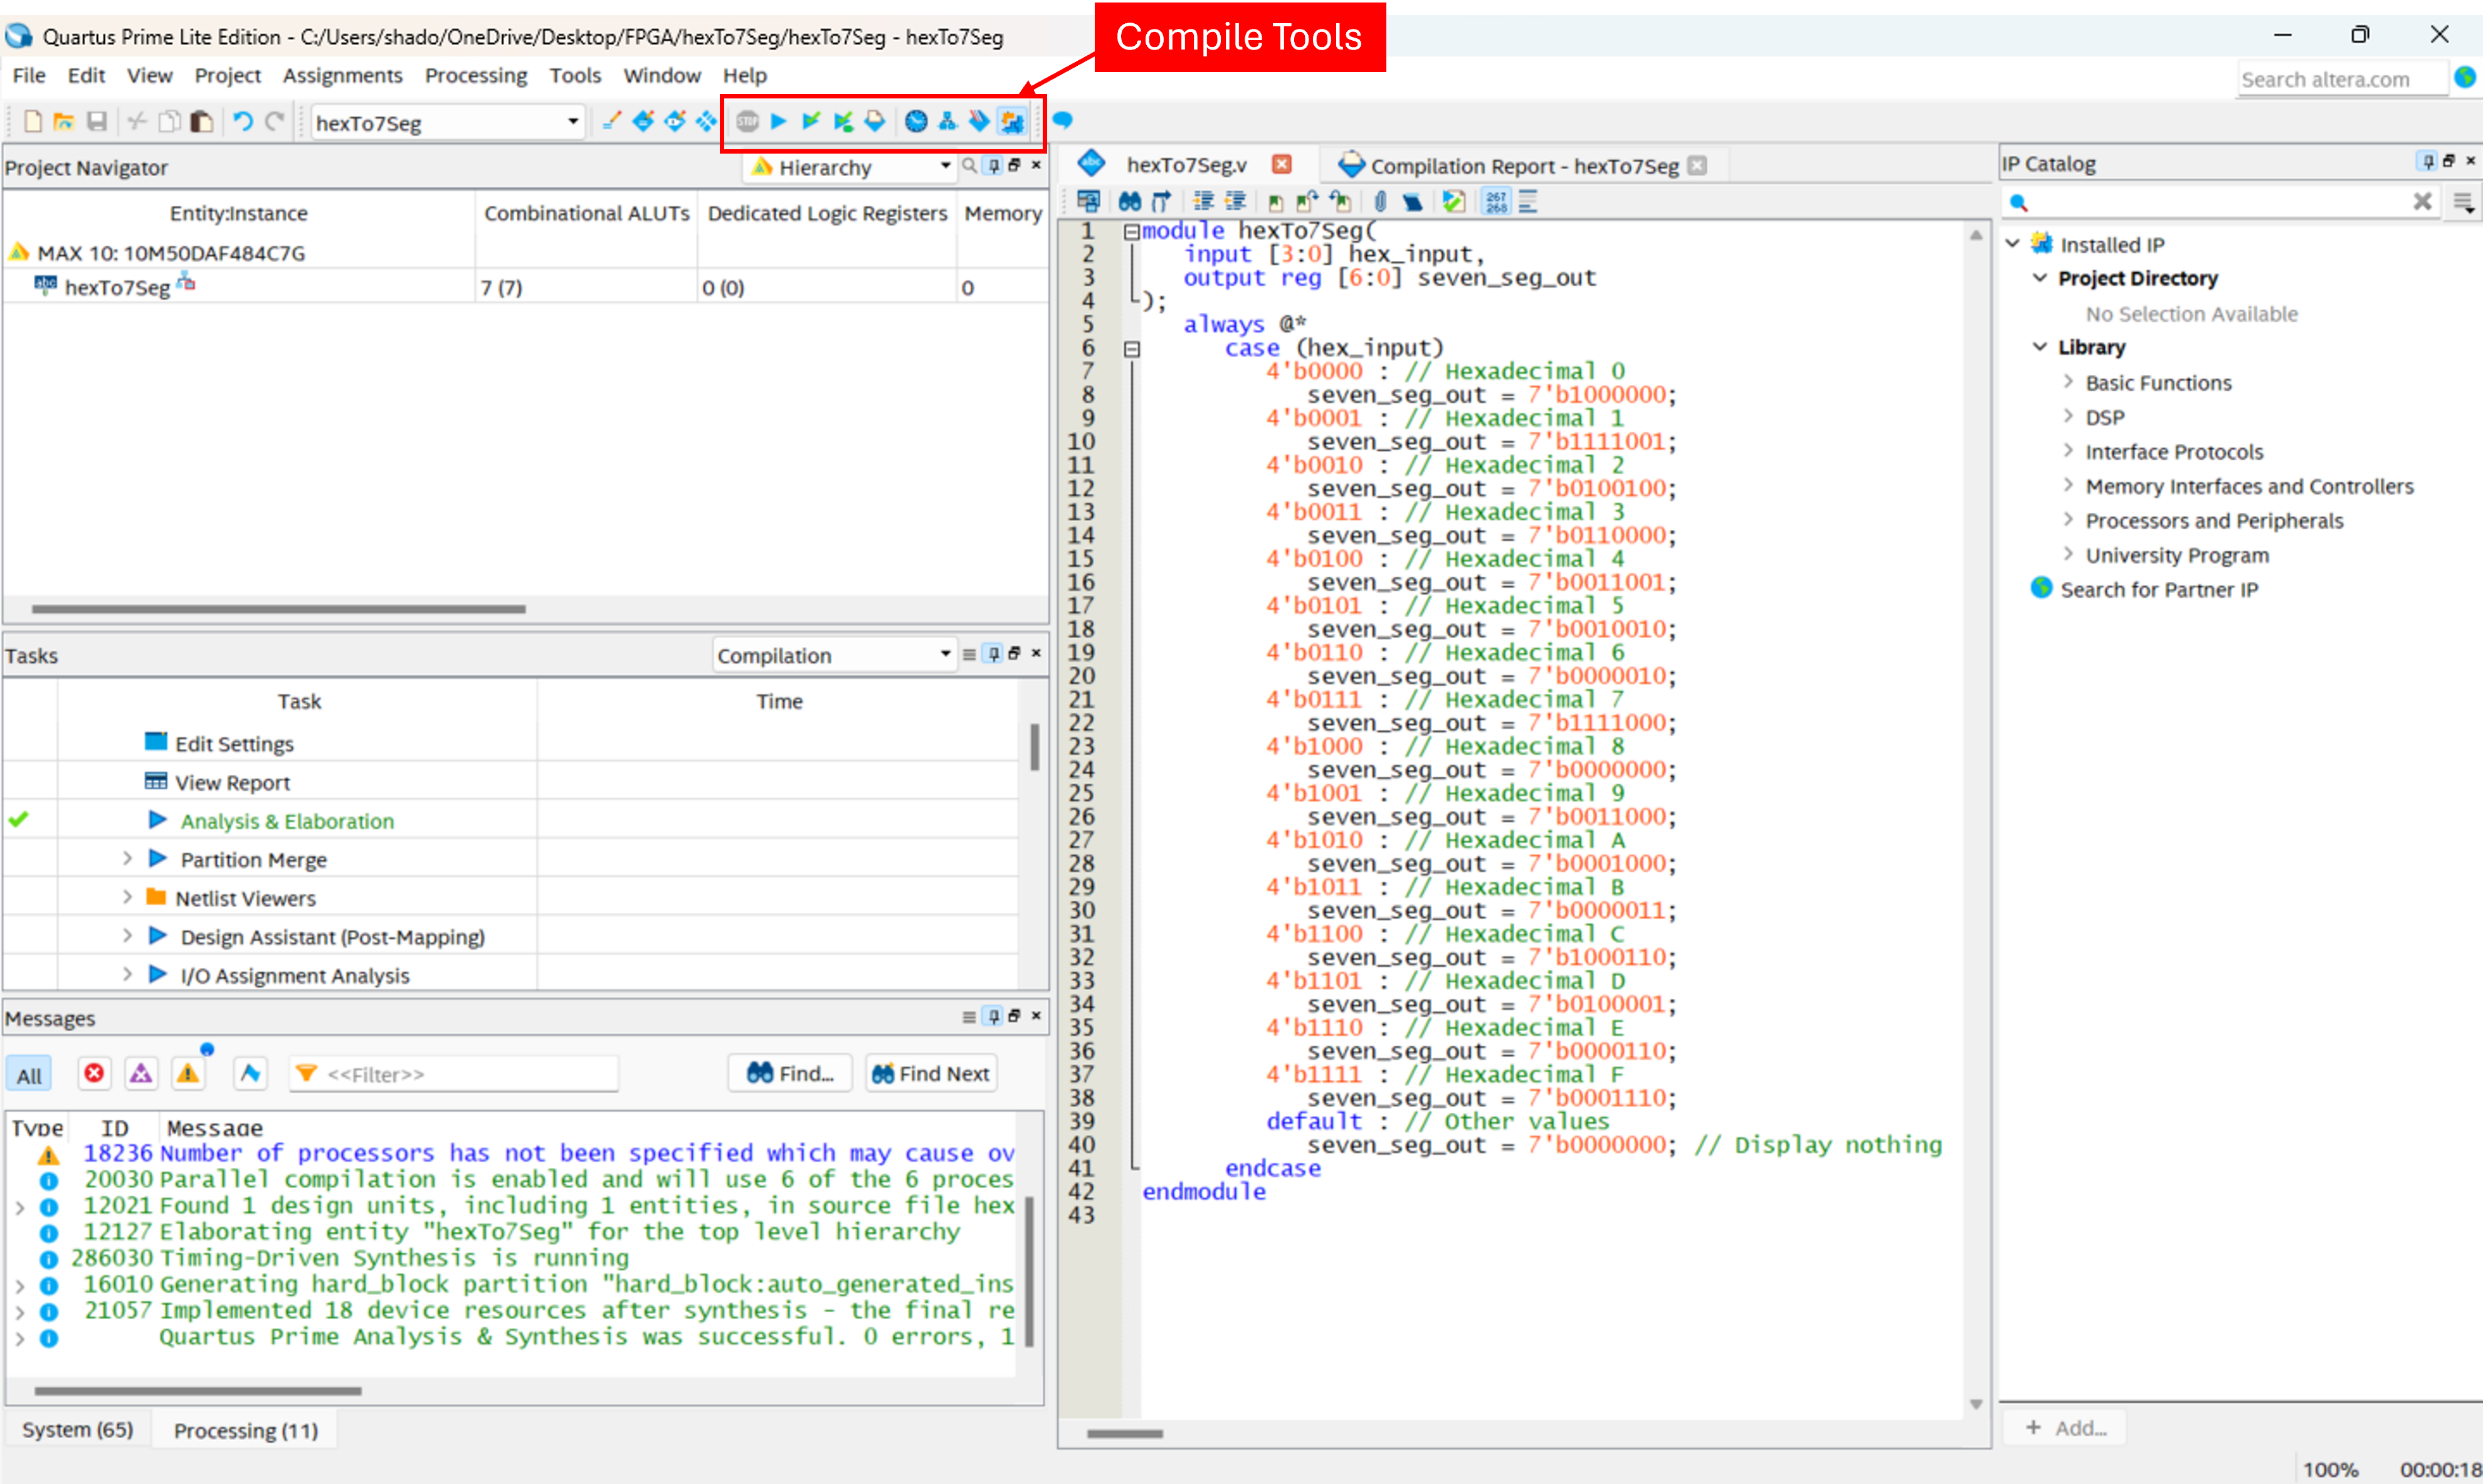 Compile Tools
Quartus Prime Lite Edition - C:/Users/shado/OneDrive/Desktop/FPGA/hexTo7Seg/hexTo7Seg - hexTo7Seg
File Edit View Project Assignments Processing Tools Window Help
Search altera.com
hexTo7Seg
STOP
Project Navigator
Hierarchy
Entity:Instance Combinational ALUTs Dedicated Logic Registers Memory
MAX 10: 10M50DAF484C7G
abc hexTo7Seg 7 (7) 0 (0) 0
Tasks
Compilation
Task Time
Edit Settings
View Report
Analysis & Elaboration
Partition Merge
Netlist Viewers
Design Assistant (Post-Mapping)
I/O Assignment Analysis
Messages
All
<<Filter>>
Find...
Find Next
Type ID Message
18236 Number of processors has not been specified which may cause ov
20030 Parallel compilation is enabled and will use 6 of the 6 proces
12021 Found 1 design units, including 1 entities, in source file hex
12127 Elaborating entity "hexTo7Seg" for the top level hierarchy
286030 Timing-Driven Synthesis is running
16010 Generating hard_block partition "hard_block:auto_generated_ins
21057 Implemented 18 device resources after synthesis - the final re
Quartus Prime Analysis & Synthesis was successful. 0 errors, 1
System (65)
Processing (11)
abc hexTo7Seg.v
Compilation Report - hexTo7Seg
267
268
1 module hexTo7Seg(
2 input [3:0] hex_input,
3 output reg [6:0] seven_seg_out
4 );
5 always @*
6 case (hex_input)
7 4'b0000 : // Hexadecimal 0
8 seven_seg_out = 7'b1000000;
9 4'b0001 : // Hexadecimal 1
10 seven_seg_out = 7'b1111001;
11 4'b0010 : // Hexadecimal 2
12 seven_seg_out = 7'b0100100;
13 4'b0011 : // Hexadecimal 3
14 seven_seg_out = 7'b0110000;
15 4'b0100 : // Hexadecimal 4
16 seven_seg_out = 7'b0011001;
17 4'b0101 : // Hexadecimal 5
18 seven_seg_out = 7'b0010010;
19 4'b0110 : // Hexadecimal 6
20 seven_seg_out = 7'b0000010;
21 4'b0111 : // Hexadecimal 7
22 seven_seg_out = 7'b1111000;
23 4'b1000 : // Hexadecimal 8
24 seven_seg_out = 7'b0000000;
25 4'b1001 : // Hexadecimal 9
26 seven_seg_out = 7'b0011000;
27 4'b1010 : // Hexadecimal A
28 seven_seg_out = 7'b0001000;
29 4'b1011 : // Hexadecimal B
30 seven_seg_out = 7'b0000011;
31 4'b1100 : // Hexadecimal C
32 seven_seg_out = 7'b1000110;
33 4'b1101 : // Hexadecimal D
34 seven_seg_out = 7'b0100001;
35 4'b1110 : // Hexadecimal E
36 seven_seg_out = 7'b0000110;
37 4'b1111 : // Hexadecimal F
38 seven_seg_out = 7'b0001110;
39 default : // Other values
40 seven_seg_out = 7'b0000000; // Display nothing
41 endcase
42 endmodule
43
IP Catalog
Installed IP
Project Directory
No Selection Available
Library
Basic Functions
DSP
Interface Protocols
Memory Interfaces and Controllers
Processors and Peripherals
University Program
Search for Partner IP
+ Add...
100% 00:00:18